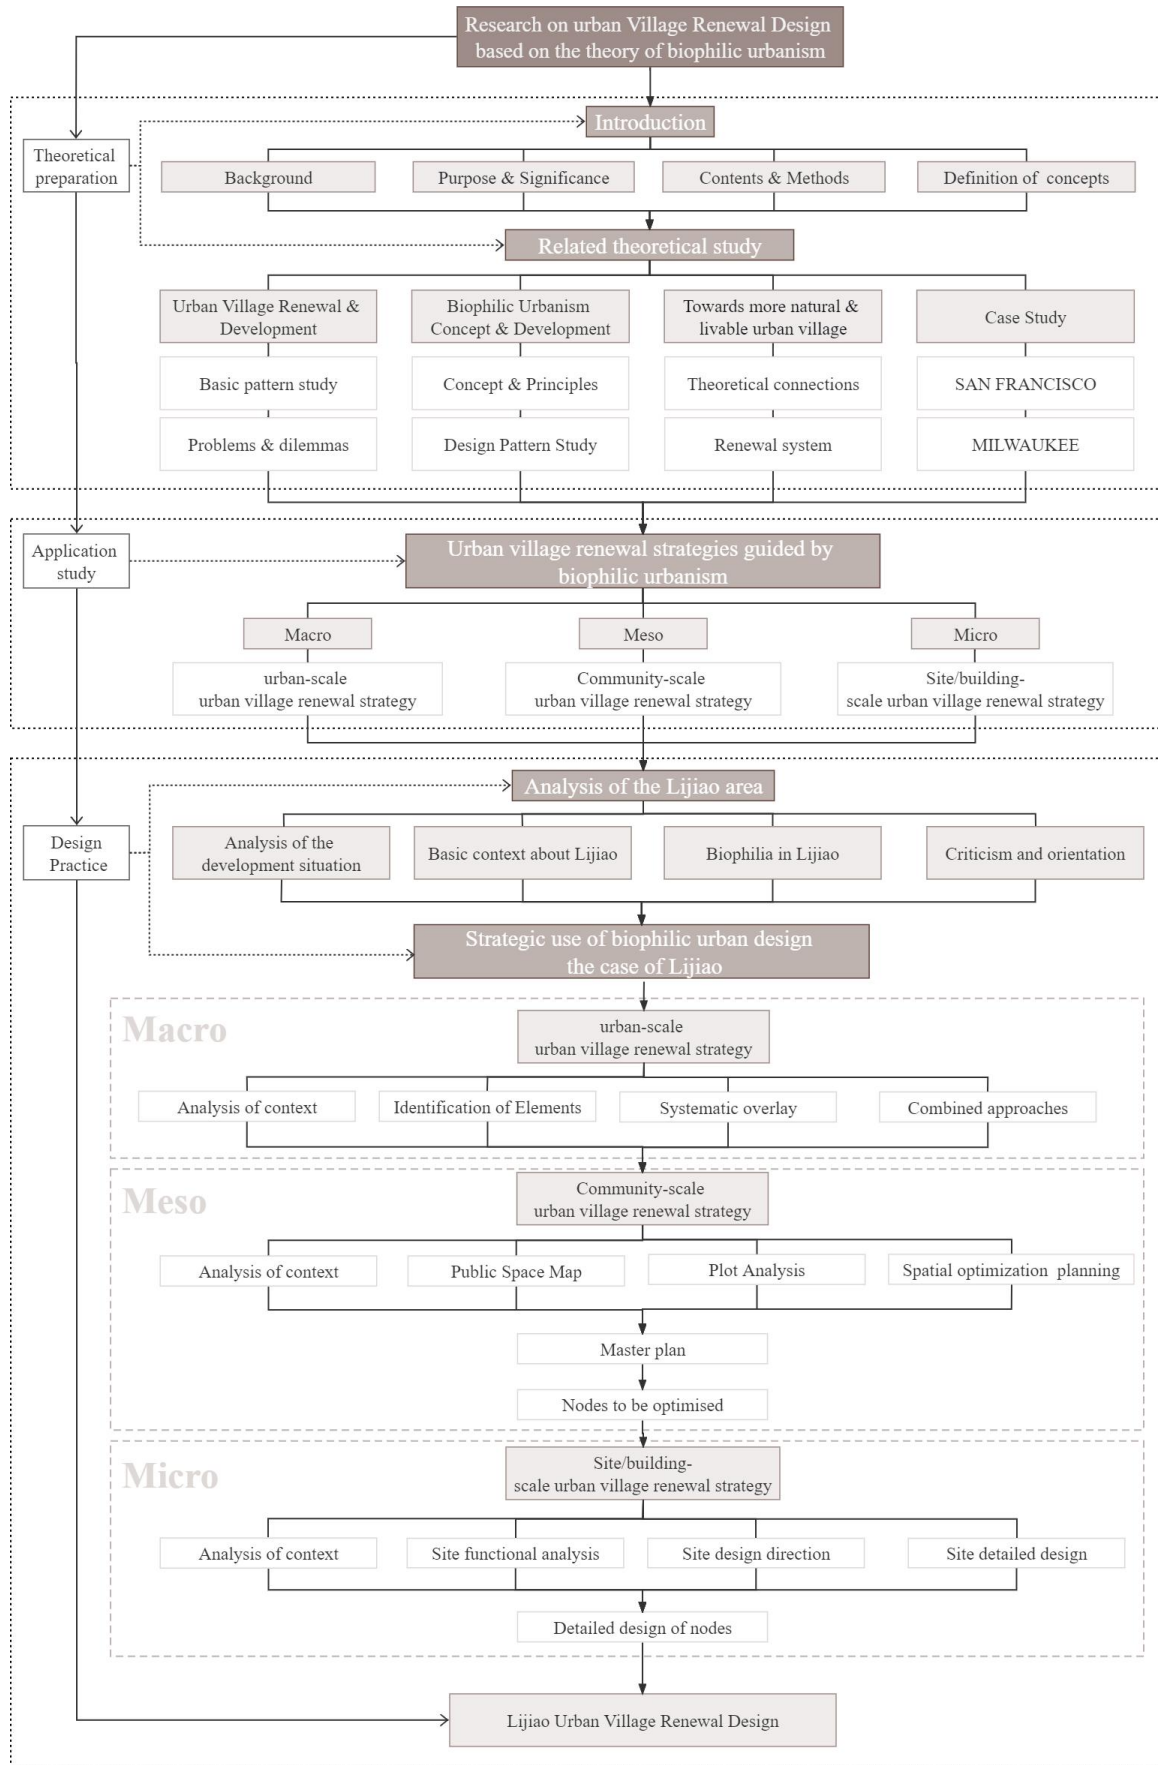 Research on urban Village Renewal Design
based on the theory of biophilic urbanism
Introduction
Theoretical
preparation
Background
Purpose & Significance
Contents & Methods
Definition of concepts
Related theoretical study
Urban Village Renewal &
Development
Biophilic Urbanism
Concept & Development
Towards more natural &
livable urban village
Case Study
Basic pattern study
Concept & Principles
Theoretical connections
SAN FRANCISCO
Problems & dilemmas
Design Pattern Study
Renewal system
MILWAUKEE
Application
study
Urban village renewal strategies guided by
biophilic urbanism
Macro
Meso
Micro
urban-scale
urban village renewal strategy
Community-scale
urban village renewal strategy
Site/building-
scale urban village renewal strategy
Analysis of the Lijiao area
Design
Practice
Analysis of the
development situation
Basic context about Lijiao
Biophilia in Lijiao
Criticism and orientation
Strategic use of biophilic urban design
the case of Lijiao
Macro
urban-scale
urban village renewal strategy
Analysis of context
Identification of Elements
Systematic overlay
Combined approaches
Meso
Community-scale
urban village renewal strategy
Analysis of context
Public Space Map
Plot Analysis
Spatial optimization planning
Master plan
Nodes to be optimised
Micro
Site/building-
scale urban village renewal strategy
Analysis of context
Site functional analysis
Site design direction
Site detailed design
Detailed design of nodes
Lijiao Urban Village Renewal Design